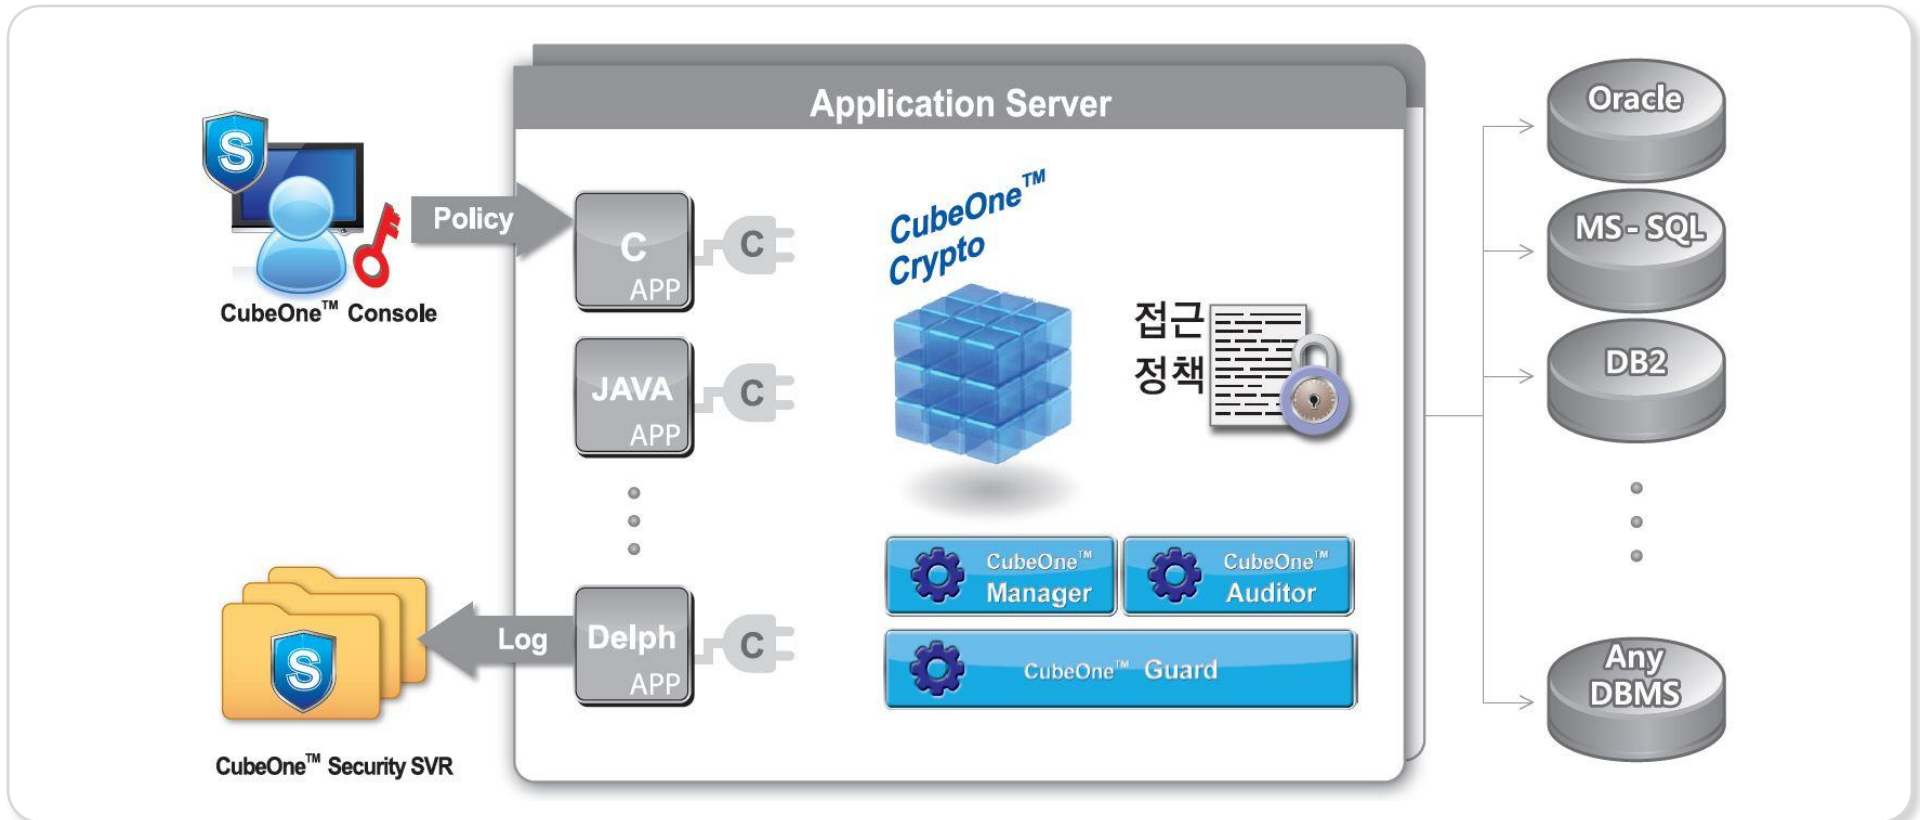 Application Server
S
Policy
CubeOne™ Console
C
APP
C
JAVA
APP
C
Delph
APP
C
Log
S
CubeOne™ Security SVR
CubeOne™
Crypto
접근
정책
CubeOne™
Manager
CubeOne™
Auditor
CubeOne™ Guard
Oracle
MS - SQL
DB2
Any
DBMS